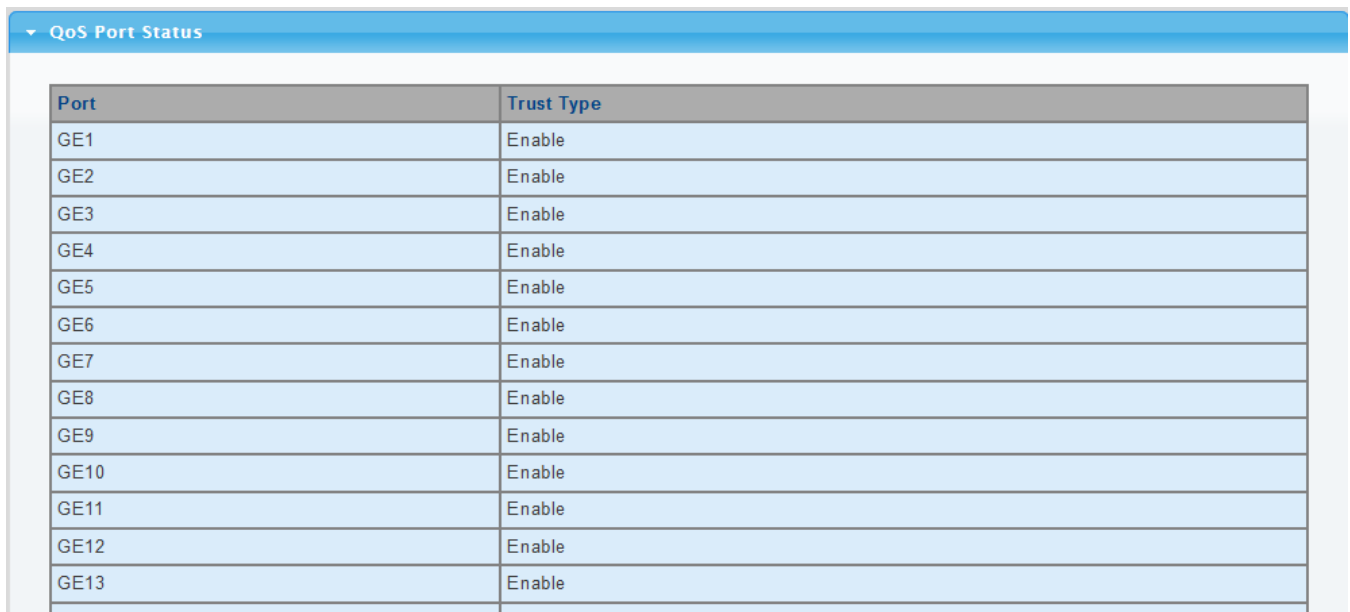 QoS Port Status
Port Trust Type
GE1 Enable
GE2 Enable
GE3 Enable
GE4 Enable
GE5 Enable
GE6 Enable
GE7 Enable
GE8 Enable
GE9 Enable
GE10 Enable
GE11 Enable
GE12 Enable
GE13 Enable